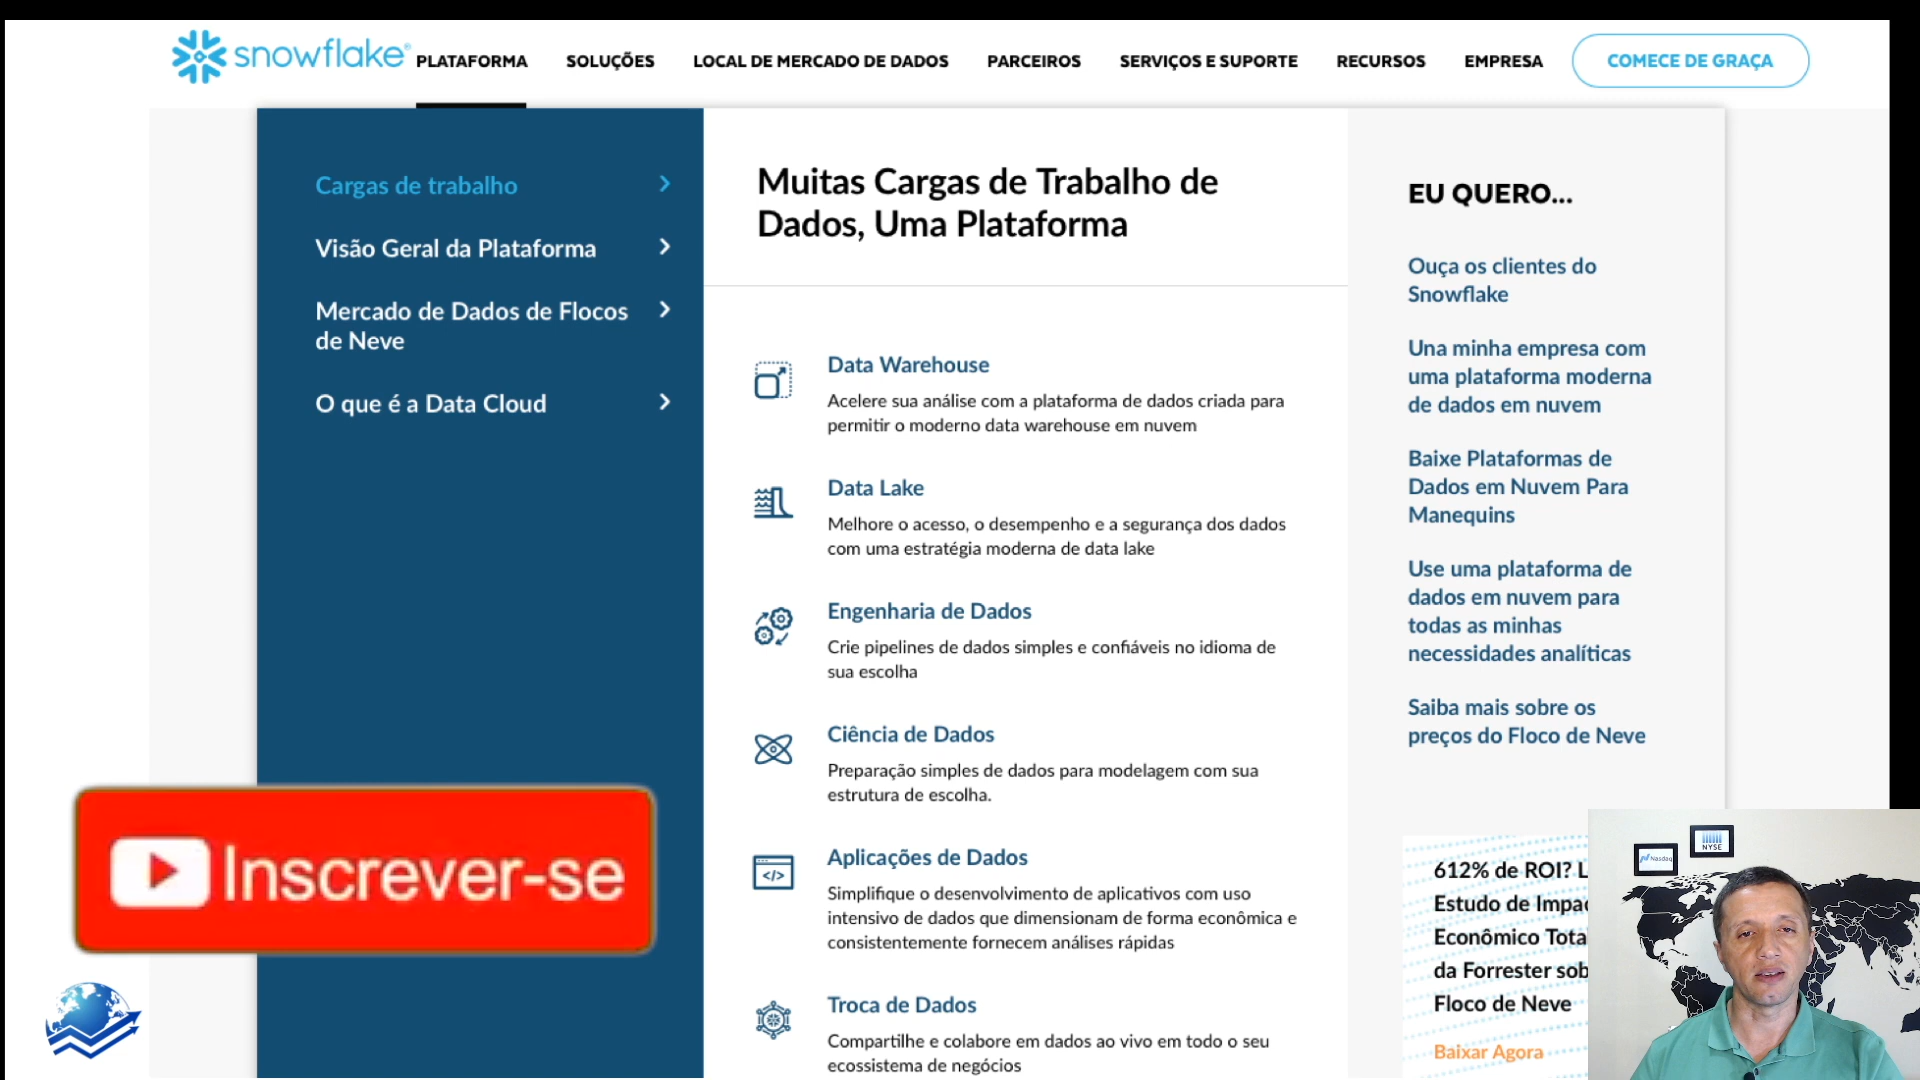 snowflake®
PLATAFORMA
SOLUÇÕES
LOCAL DE MERCADO DE DADOS
PARCEIROS
SERVIÇOS E SUPORTE
RECURSOS
EMPRESA
COMECE DE GRAÇA
Cargas de trabalho
Visão Geral da Plataforma
Mercado de Dados de Flocos
de Neve
O que é a Data Cloud
Muitas Cargas de Trabalho de
Dados, Uma Plataforma
Data Warehouse
Acelere sua análise com a plataforma de dados criada para
permitir o moderno data warehouse em nuvem
Data Lake
Melhore o acesso, o desempenho e a segurança dos dados
com uma estratégia moderna de data lake
Engenharia de Dados
Crie pipelines de dados simples e confiáveis no idioma de
sua escolha
Ciência de Dados
Preparação simples de dados para modelagem com sua
estrutura de escolha.
Aplicações de Dados
Simplifique o desenvolvimento de aplicativos com uso
intensivo de dados que dimensionam de forma econômica e
consistentemente fornecem análises rápidas
Troca de Dados
Compartilhe e colabore em dados ao vivo em todo o seu
ecossistema de negócios
EU QUERO...
Ouça os clientes do
Snowflake
Una minha empresa com
uma plataforma moderna
de dados em nuvem
Baixe Plataformas de
Dados em Nuvem Para
Manequins
Use uma plataforma de
dados em nuvem para
todas as minhas
necessidades analíticas
Saiba mais sobre os
preços do Floco de Neve
612% de ROI? L
Estudo de Impac
Econômico Tota
da Forrester sob
Floco de Neve
Baixar Agora
Inscrever-se
Nasdaq
NYSE